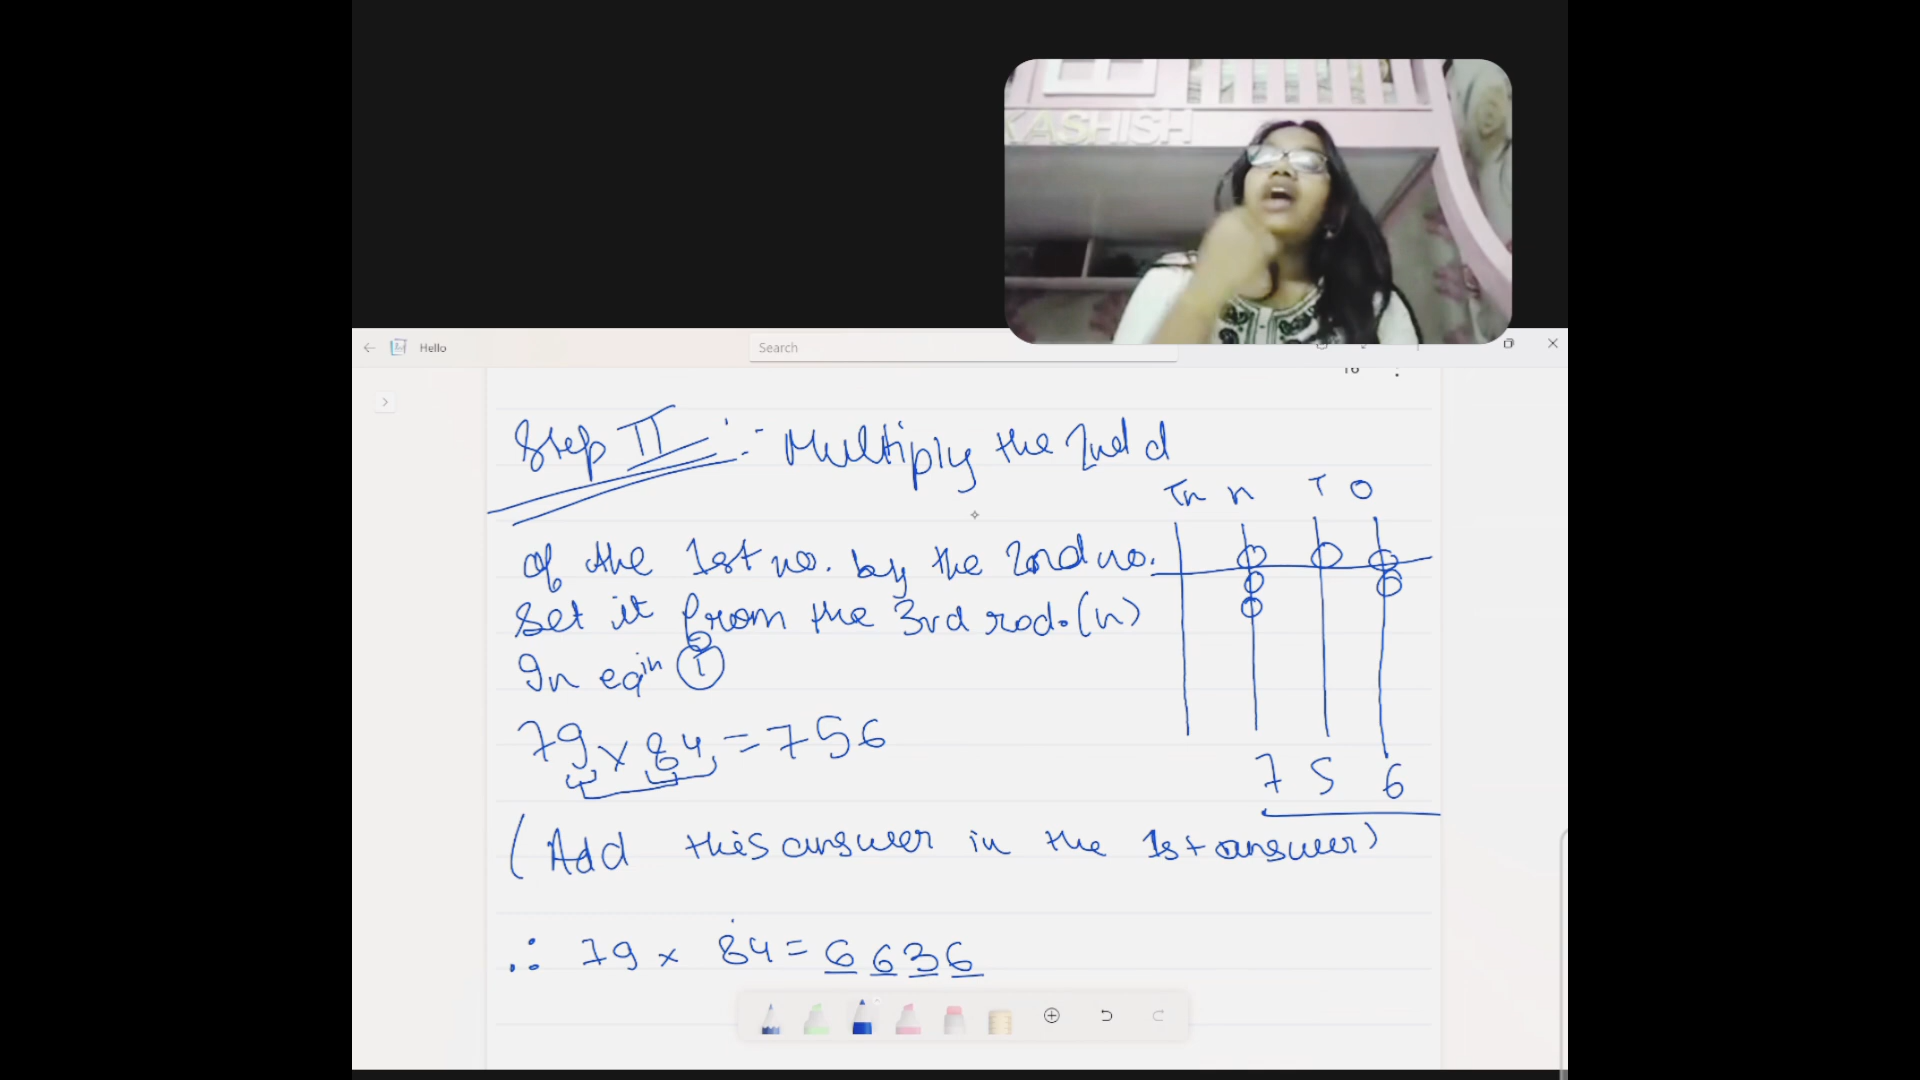 KASHISH
Hello
Search
Step II :- Multiply the 2nd d
Th H T O
of the 1st no. by the 2nd no.
Set it from the 3rd rod. (H)
In eqⁱⁿ I
79 × 84 = 756
7 5 6
(Add this answer in the 1st answer)
∴ 79 × 84 = 6636